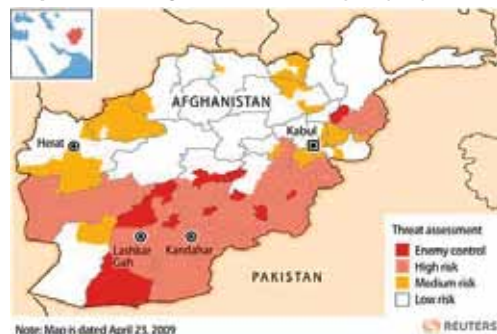 AFGHANISTAN
Kabul
Herat
Lashkar
Gah
Kandahar
PAKISTAN
Threat assessment
Enemy control
High risk
Medium risk
Low risk
Note: Map is dated April 23, 2009
REUTERS